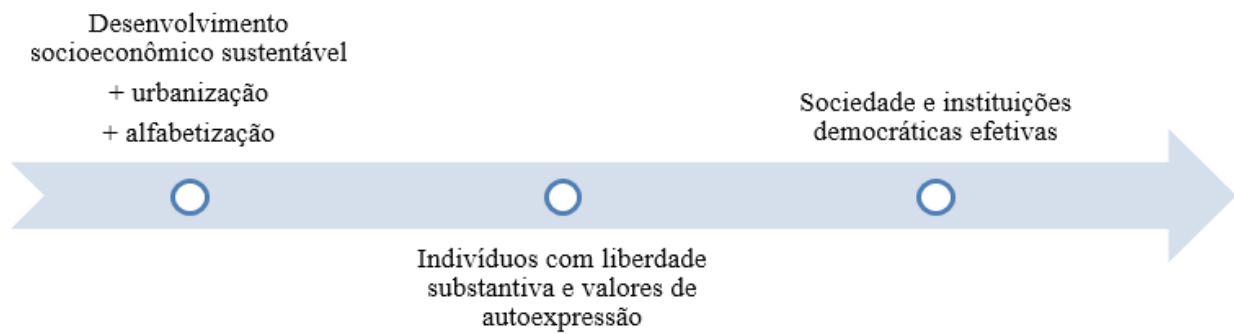 Desenvolvimento
socioeconômico sustentável
+ urbanização
+ alfabetização
Indivíduos com liberdade
substantiva e valores de
autoexpressão
Sociedade e instituições
democráticas efetivas